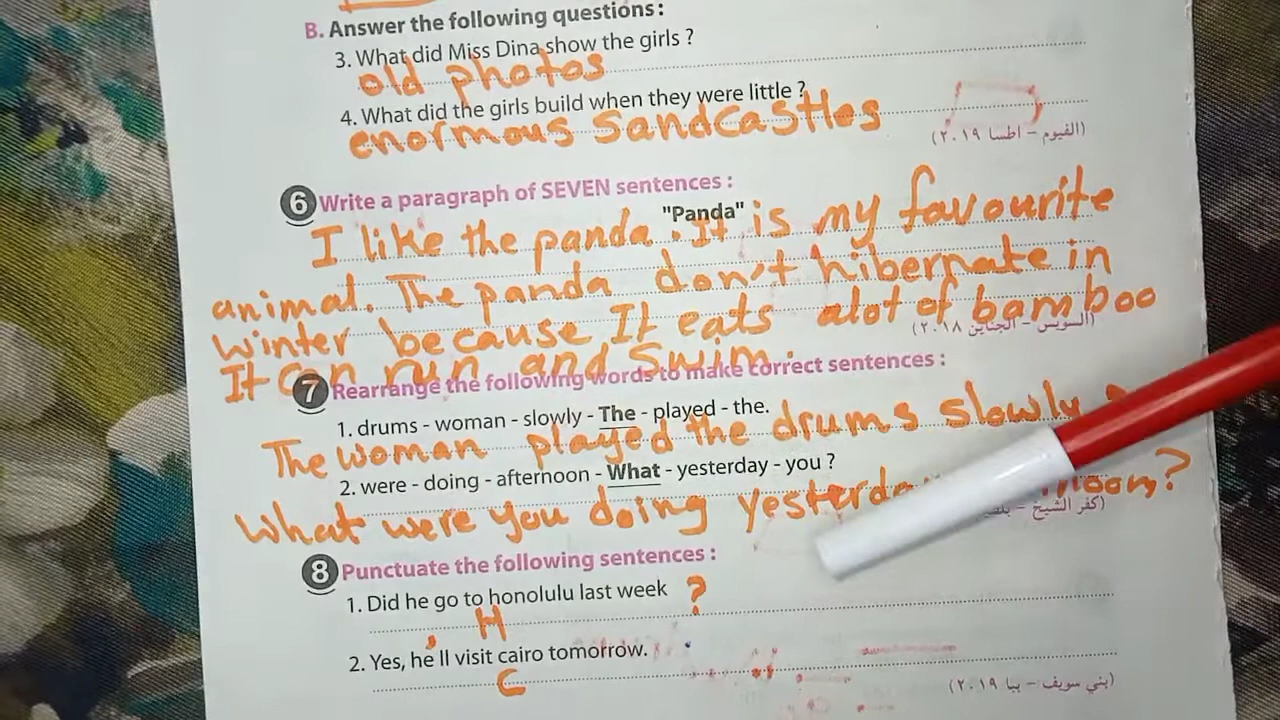 B. Answer the following questions:
3. What did Miss Dina show the girls ?
old photos
4. What did the girls build when they were little ?
enormous Sandcastles
(الفيوم - اطسا ٢٠١٩)
6 Write a paragraph of SEVEN sentences :
"Panda"
I like the panda. It is my favourite
animal. The panda don't hibernate in
winter because It eats alot of bamboo
(السويس - الجناين ٢٠١٨)
It Can run and Swim.
7 Rearrange the following words to make correct sentences :
1. drums - woman - slowly - The - played - the.
The woman played the drums slowly
2. were - doing - afternoon - What - yesterday - you ?
What were you doing ?
(كفر الشيخ -
8 Punctuate the following sentences :
1. Did he go to honolulu last week ?
H
,
2. Yes, he ll visit cairo tomorrow.
C
(بني سويف - ببا ٢٠١٩)